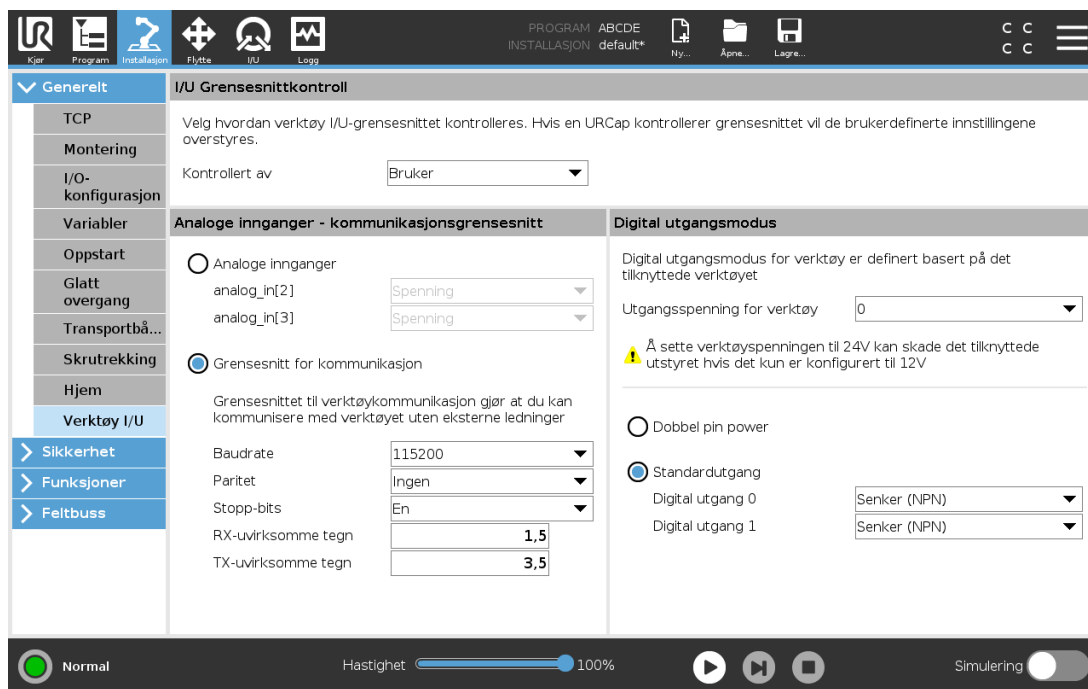 PROGRAM ABCDE
INSTALLASJON default*
C C
C C
UR
Kjør
Program
Installasjon
Flytte
I/U
Logg
Ny...
Åpne...
Lagre...
Generelt
TCP
Montering
I/O-
konfigurasjon
Variabler
Oppstart
Glatt
overgang
Transportbå...
Skrutrekking
Hjem
Verktøy I/U
Sikkerhet
Funksjoner
Feltbuss
I/U Grensesnittkontroll
Velg hvordan verktøy I/U-grensesnittet kontrolleres. Hvis en URCap kontrollerer grensesnittet vil de brukerdefinerte innstillingene
overstyres.
Kontrollert av Bruker
Analoge innganger - kommunikasjonsgrensesnitt
Analoge innganger
analog_in[2] Spenning
analog_in[3] Spenning
Grensesnitt for kommunikasjon
Grensesnittet til verktøykommunikasjon gjør at du kan
kommunisere med verktøyet uten eksterne ledninger
Baudrate 115200
Paritet Ingen
Stopp-bits En
RX-uvirksomme tegn 1,5
TX-uvirksomme tegn 3,5
Digital utgangsmodus
Digital utgangsmodus for verktøy er definert basert på det
tilknyttede verktøyet
Utgangsspenning for verktøy 0
Å sette verktøyspenningen til 24V kan skade det tilknyttede
utstyret hvis det kun er konfigurert til 12V
Dobbel pin power
Standardutgang
Digital utgang 0 Senker (NPN)
Digital utgang 1 Senker (NPN)
Normal
Hastighet 100%
Simulering